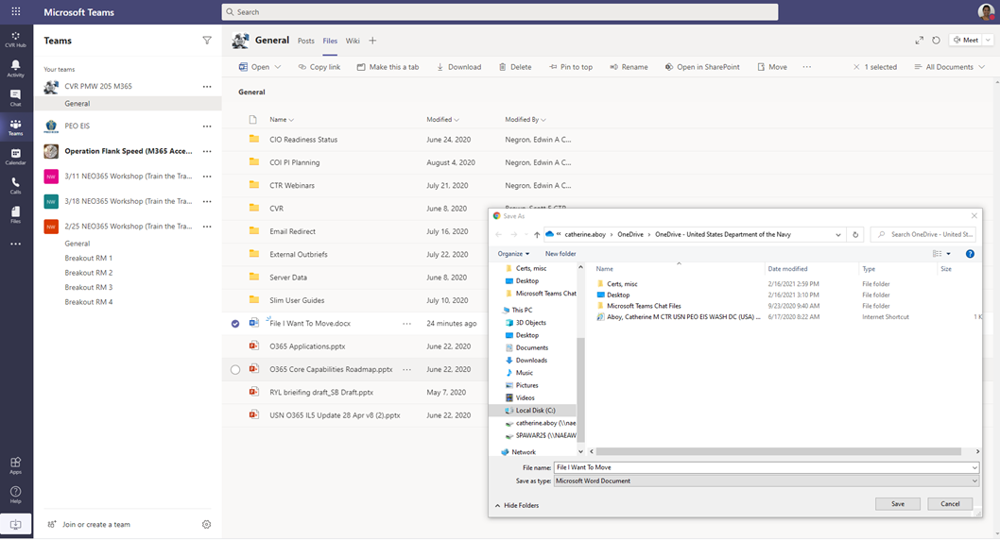 Microsoft Teams
Search
CVR Hub
Activity
Chat
Teams
Calendar
Calls
Files
Apps
Help
Teams
Your teams
CVR PMW 205 M365
General
PEO EIS
Operation Flank Speed (M365 Acce...
NW 3/11 NEO365 Workshop (Train the Tra...
NW 3/18 NEO365 Workshop (Train the Tra...
NW 2/25 NEO365 Workshop (Train the Tra...
General
Breakout RM 1
Breakout RM 2
Breakout RM 3
Breakout RM 4
Join or create a team
General Posts Files Wiki Meet
Open Copy link Make this a tab Download Delete Pin to top Rename Open in SharePoint Move 1 selected All Documents
General
Name Modified Modified By
CIO Readiness Status June 24, 2020 Negron, Edwin A C...
COI PI Planning August 4, 2020 Negron, Edwin A C...
CTR Webinars July 21, 2020 Negron, Edwin A C...
CVR June 8, 2020
Email Redirect July 16, 2020
External Outbriefs July 22, 2020
Server Data June 8, 2020
Slim User Guides July 10, 2020
File I Want To Move.docx 24 minutes ago
O365 Applications.pptx June 22, 2020
O365 Core Capabilities Roadmap.pptx June 22, 2020
RYL brieifing draft_SB Draft.pptx May 7, 2020
USN O365 IL5 Update 28 Apr v8 (2).pptx June 22, 2020
Save As
« catherine.aboy > OneDrive > OneDrive - United States Department of the Navy
Search OneDrive - United St...
Organize New folder
Certs, misc
Desktop
Microsoft Teams Chat
This PC
3D Objects
Desktop
Documents
Downloads
Music
Pictures
Videos
Local Disk (C:)
catherine.aboy (\\nae
SPAWAR2$ (\\NAEAW
Network
Name Date modified Type Size
Certs, misc 2/16/2021 2:59 PM File folder
Desktop 2/16/2021 3:10 PM File folder
Microsoft Teams Chat Files 9/23/2020 9:40 AM File folder
Aboy, Catherine M CTR USN PEO EIS WASH DC (USA) ... 6/17/2020 8:22 AM Internet Shortcut 1 K
File name: File I Want To Move
Save as type: Microsoft Word Document
Hide Folders
Save Cancel